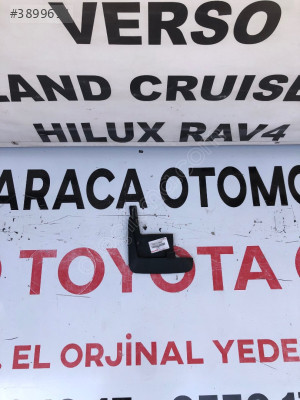 #38996
VERSO
LAND CRUISE
HILUX RAV4
ARACA OTOMO
TOYOTA
EL ORJİNAL YEDE